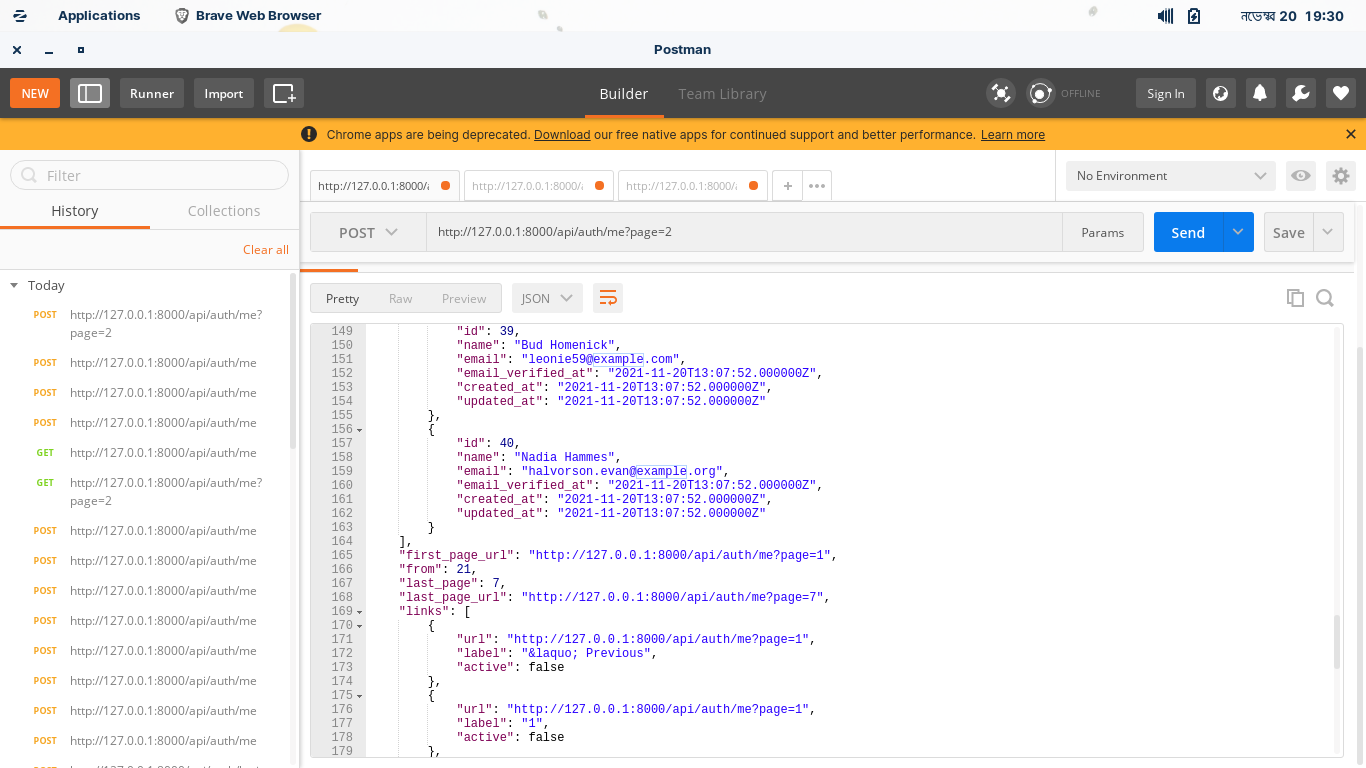 Applications
Brave Web Browser
নভেম্বর 20 19:30
Postman
NEW
Runner
Import
Builder
Team Library
OFFLINE
Sign In
Chrome apps are being deprecated. Download our free native apps for continued support and better performance. Learn more
Filter
History
Collections
Clear all
Today
POST http://127.0.0.1:8000/api/auth/me?
page=2
POST http://127.0.0.1:8000/api/auth/me
POST http://127.0.0.1:8000/api/auth/me
POST http://127.0.0.1:8000/api/auth/me
GET http://127.0.0.1:8000/api/auth/me
GET http://127.0.0.1:8000/api/auth/me?
page=2
POST http://127.0.0.1:8000/api/auth/me
POST http://127.0.0.1:8000/api/auth/me
POST http://127.0.0.1:8000/api/auth/me
POST http://127.0.0.1:8000/api/auth/me
POST http://127.0.0.1:8000/api/auth/me
POST http://127.0.0.1:8000/api/auth/me
POST http://127.0.0.1:8000/api/auth/me
POST http://127.0.0.1:8000/api/auth/me
http://127.0.0.1:8000/
http://127.0.0.1:8000/
http://127.0.0.1:8000/
+
•••
No Environment
POST
http://127.0.0.1:8000/api/auth/me?page=2
Params
Send
Save
Pretty
Raw
Preview
JSON
149 "id": 39,
150 "name": "Bud Homenick",
151 "email": "leonie59@example.com",
152 "email_verified_at": "2021-11-20T13:07:52.000000Z",
153 "created_at": "2021-11-20T13:07:52.000000Z",
154 "updated_at": "2021-11-20T13:07:52.000000Z"
155 },
156 {
157 "id": 40,
158 "name": "Nadia Hammes",
159 "email": "halvorson.evan@example.org",
160 "email_verified_at": "2021-11-20T13:07:52.000000Z",
161 "created_at": "2021-11-20T13:07:52.000000Z",
162 "updated_at": "2021-11-20T13:07:52.000000Z"
163 }
164 ],
165 "first_page_url": "http://127.0.0.1:8000/api/auth/me?page=1",
166 "from": 21,
167 "last_page": 7,
168 "last_page_url": "http://127.0.0.1:8000/api/auth/me?page=7",
169 "links": [
170 {
171 "url": "http://127.0.0.1:8000/api/auth/me?page=1",
172 "label": "&laquo; Previous",
173 "active": false
174 },
175 {
176 "url": "http://127.0.0.1:8000/api/auth/me?page=1",
177 "label": "1",
178 "active": false
179 },